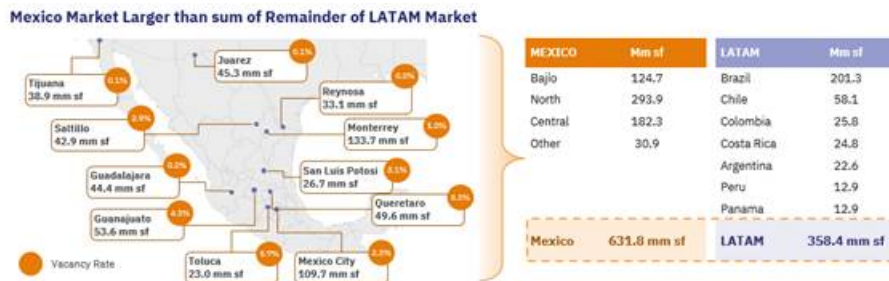 Mexico Market Larger than sum of Remainder of LATAM Market
Juarez
45.3 mm sf
0.1%
Tijuana
38.9 mm sf
0.1%
Reynosa
33.1 mm sf
Saltillo
42.9 mm sf
Monterrey
133.7 mm sf
Guadalajara
44.4 mm sf
San Luis Potosi
26.7 mm sf
Queretaro
49.6 mm sf
Guanajuato
53.6 mm sf
Toluca
23.0 mm sf
Mexico City
109.7 mm sf
Vacancy Rate
MEXICO Mm sf
Bajio 124.7
North 293.9
Central 182.3
Other 30.9
Mexico 631.8 mm sf
LATAM Mm sf
Brazil 201.3
Chile 58.1
Colombia 25.8
Costa Rica 24.8
Argentina 22.6
Peru 12.9
Panama 12.9
LATAM 358.4 mm sf